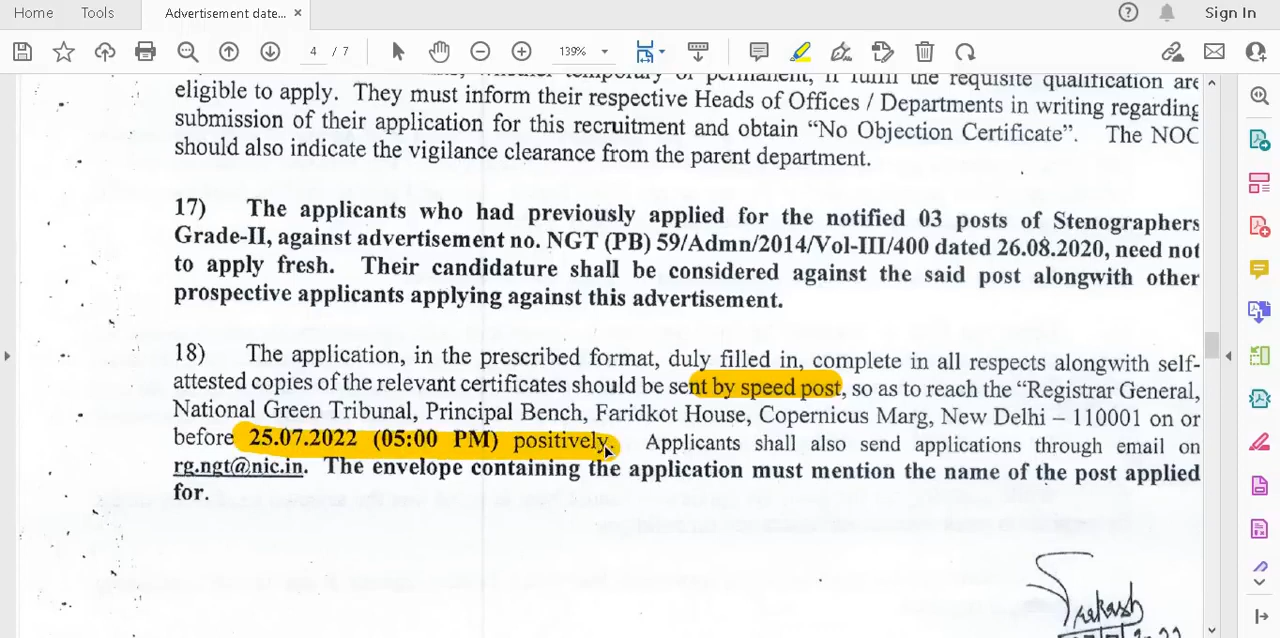 Home Tools Advertisement date... × Sign In
4 / 7 139%
eligible to apply. They must inform their respective Heads of Offices / Departments in writing regarding
submission of their application for this recruitment and obtain “No Objection Certificate”. The NOC
should also indicate the vigilance clearance from the parent department.
17) The applicants who had previously applied for the notified 03 posts of Stenographers
Grade-II, against advertisement no. NGT (PB) 59/Admn/2014/Vol-III/400 dated 26.08.2020, need not
to apply fresh. Their candidature shall be considered against the said post alongwith other
prospective applicants applying against this advertisement.
18) The application, in the prescribed format, duly filled in, complete in all respects alongwith self-
attested copies of the relevant certificates should be sent by speed post, so as to reach the “Registrar General,
National Green Tribunal, Principal Bench, Faridkot House, Copernicus Marg, New Delhi – 110001 on or
before 25.07.2022 (05:00 PM) positively. Applicants shall also send applications through email on
rg.ngt@nic.in. The envelope containing the application must mention the name of the post applied
for.